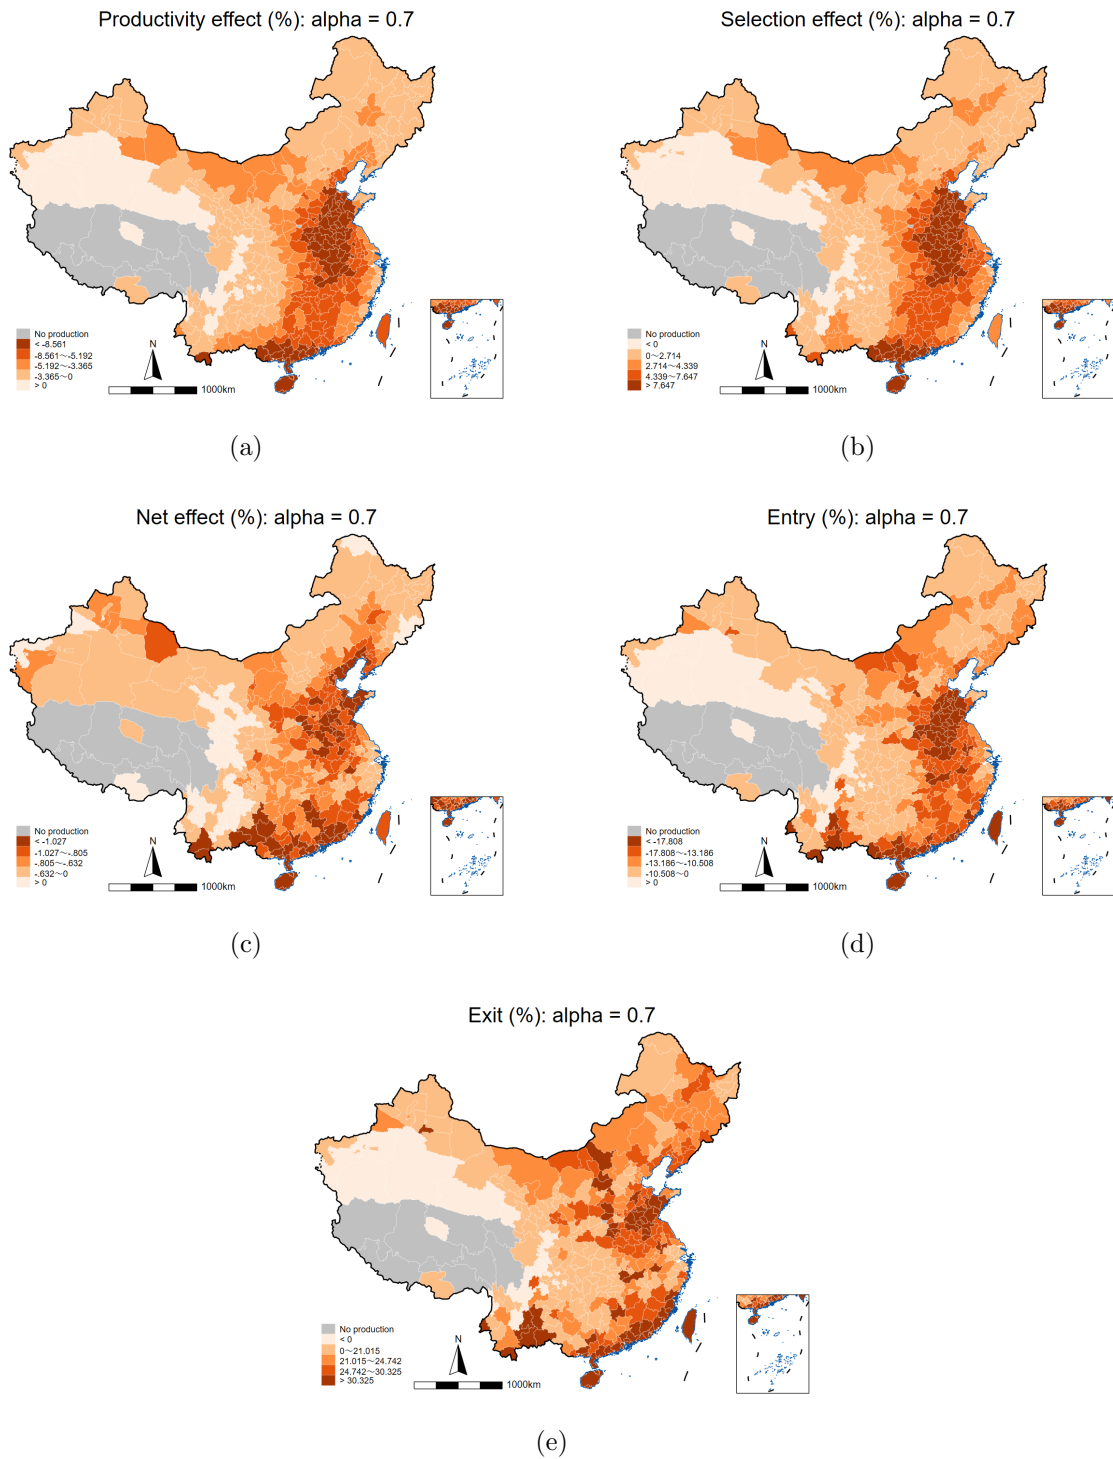 Productivity effect (%): alpha = 0.7
N
No production
< -8.561
-8.561～-5.192
-5.192～-3.365
-3.365～0
> 0
1000km
(a)
Selection effect (%): alpha = 0.7
N
No production
< 0
0～2.714
2.714～4.339
4.339～7.647
> 7.647
1000km
(b)
Net effect (%): alpha = 0.7
N
No production
< -1.027
-1.027～-.805
-.805～-.632
-.632～0
> 0
1000km
(c)
Entry (%): alpha = 0.7
N
No production
< -17.808
-17.808～-13.186
-13.186～-10.508
-10.508～0
> 0
1000km
(d)
Exit (%): alpha = 0.7
N
No production
< 0
0～21.015
21.015～24.742
24.742～30.325
> 30.325
1000km
(e)